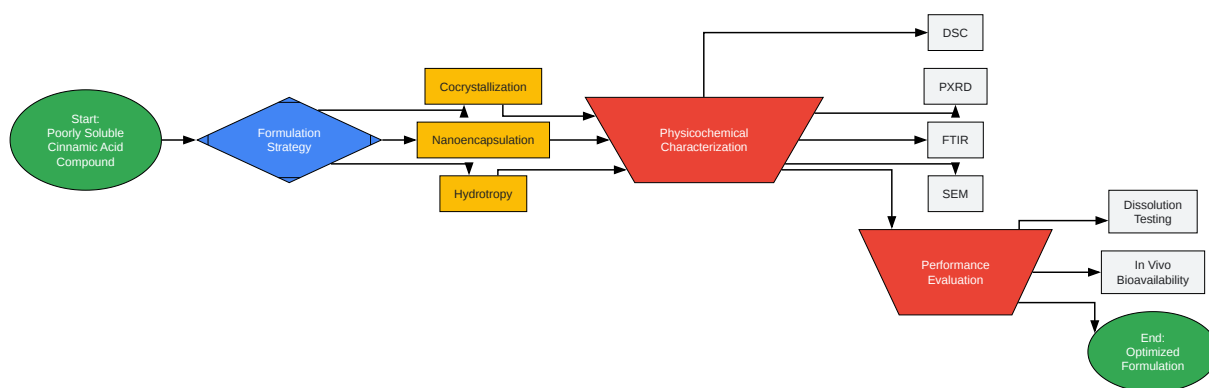 Start:
Poorly Soluble
Cinnamic Acid
Compound
Formulation
Strategy
Cocrystallization
Nanoencapsulation
Hydrotropy
Physicochemical
Characterization
DSC
PXRD
FTIR
SEM
Performance
Evaluation
Dissolution
Testing
In Vivo
Bioavailability
End:
Optimized
Formulation